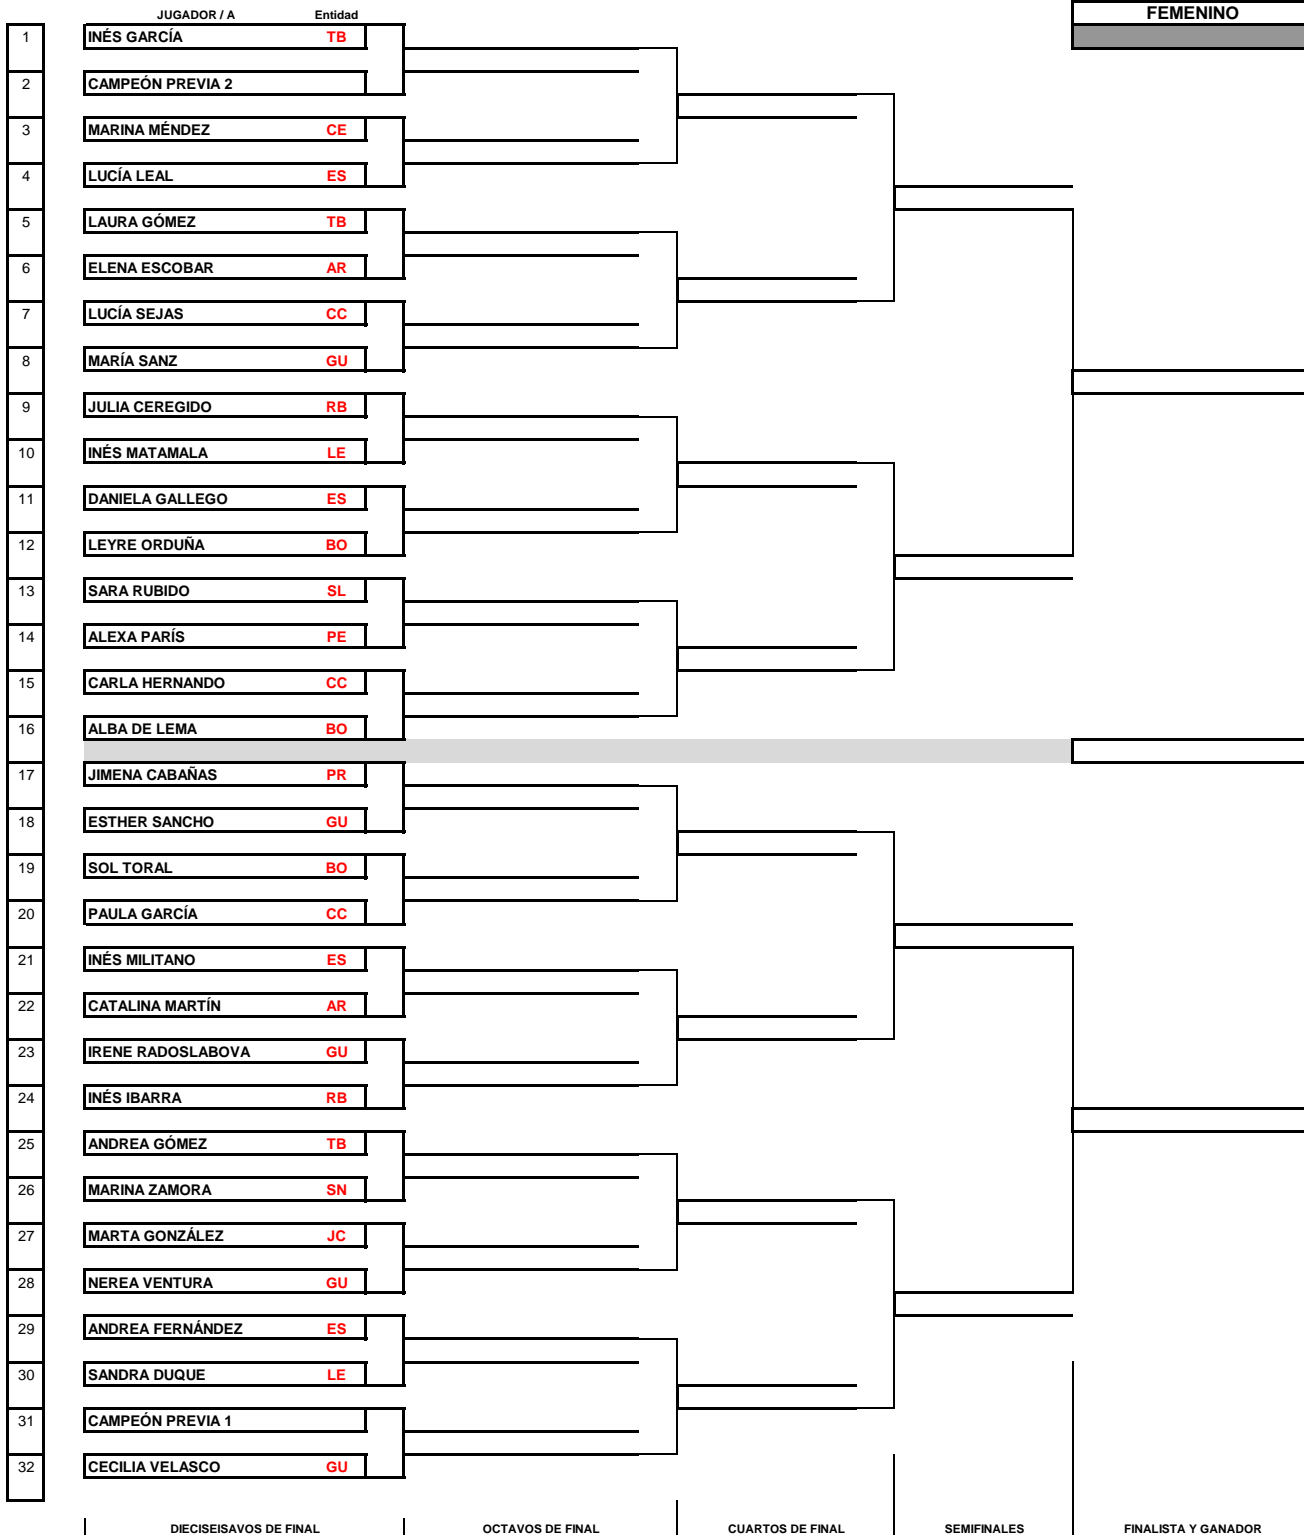 JUGADOR / A Entidad FEMENINO
1 INÉS GARCÍA TB
2 CAMPEÓN PREVIA 2
3 MARINA MÉNDEZ CE
4 LUCÍA LEAL ES
5 LAURA GÓMEZ TB
6 ELENA ESCOBAR AR
7 LUCÍA SEJAS CC
8 MARÍA SANZ GU
9 JULIA CEREGIDO RB
10 INÉS MATAMALA LE
11 DANIELA GALLEGO ES
12 LEYRE ORDUÑA BO
13 SARA RUBIDO SL
14 ALEXA PARÍS PE
15 CARLA HERNANDO CC
16 ALBA DE LEMA BO
17 JIMENA CABAÑAS PR
18 ESTHER SANCHO GU
19 SOL TORAL BO
20 PAULA GARCÍA CC
21 INÉS MILITANO ES
22 CATALINA MARTÍN AR
23 IRENE RADOSLABOVA GU
24 INÉS IBARRA RB
25 ANDREA GÓMEZ TB
26 MARINA ZAMORA SN
27 MARTA GONZÁLEZ JC
28 NEREA VENTURA GU
29 ANDREA FERNÁNDEZ ES
30 SANDRA DUQUE LE
31 CAMPEÓN PREVIA 1
32 CECILIA VELASCO GU
DIECISEISAVOS DE FINAL OCTAVOS DE FINAL CUARTOS DE FINAL SEMIFINALES FINALISTA Y GANADOR